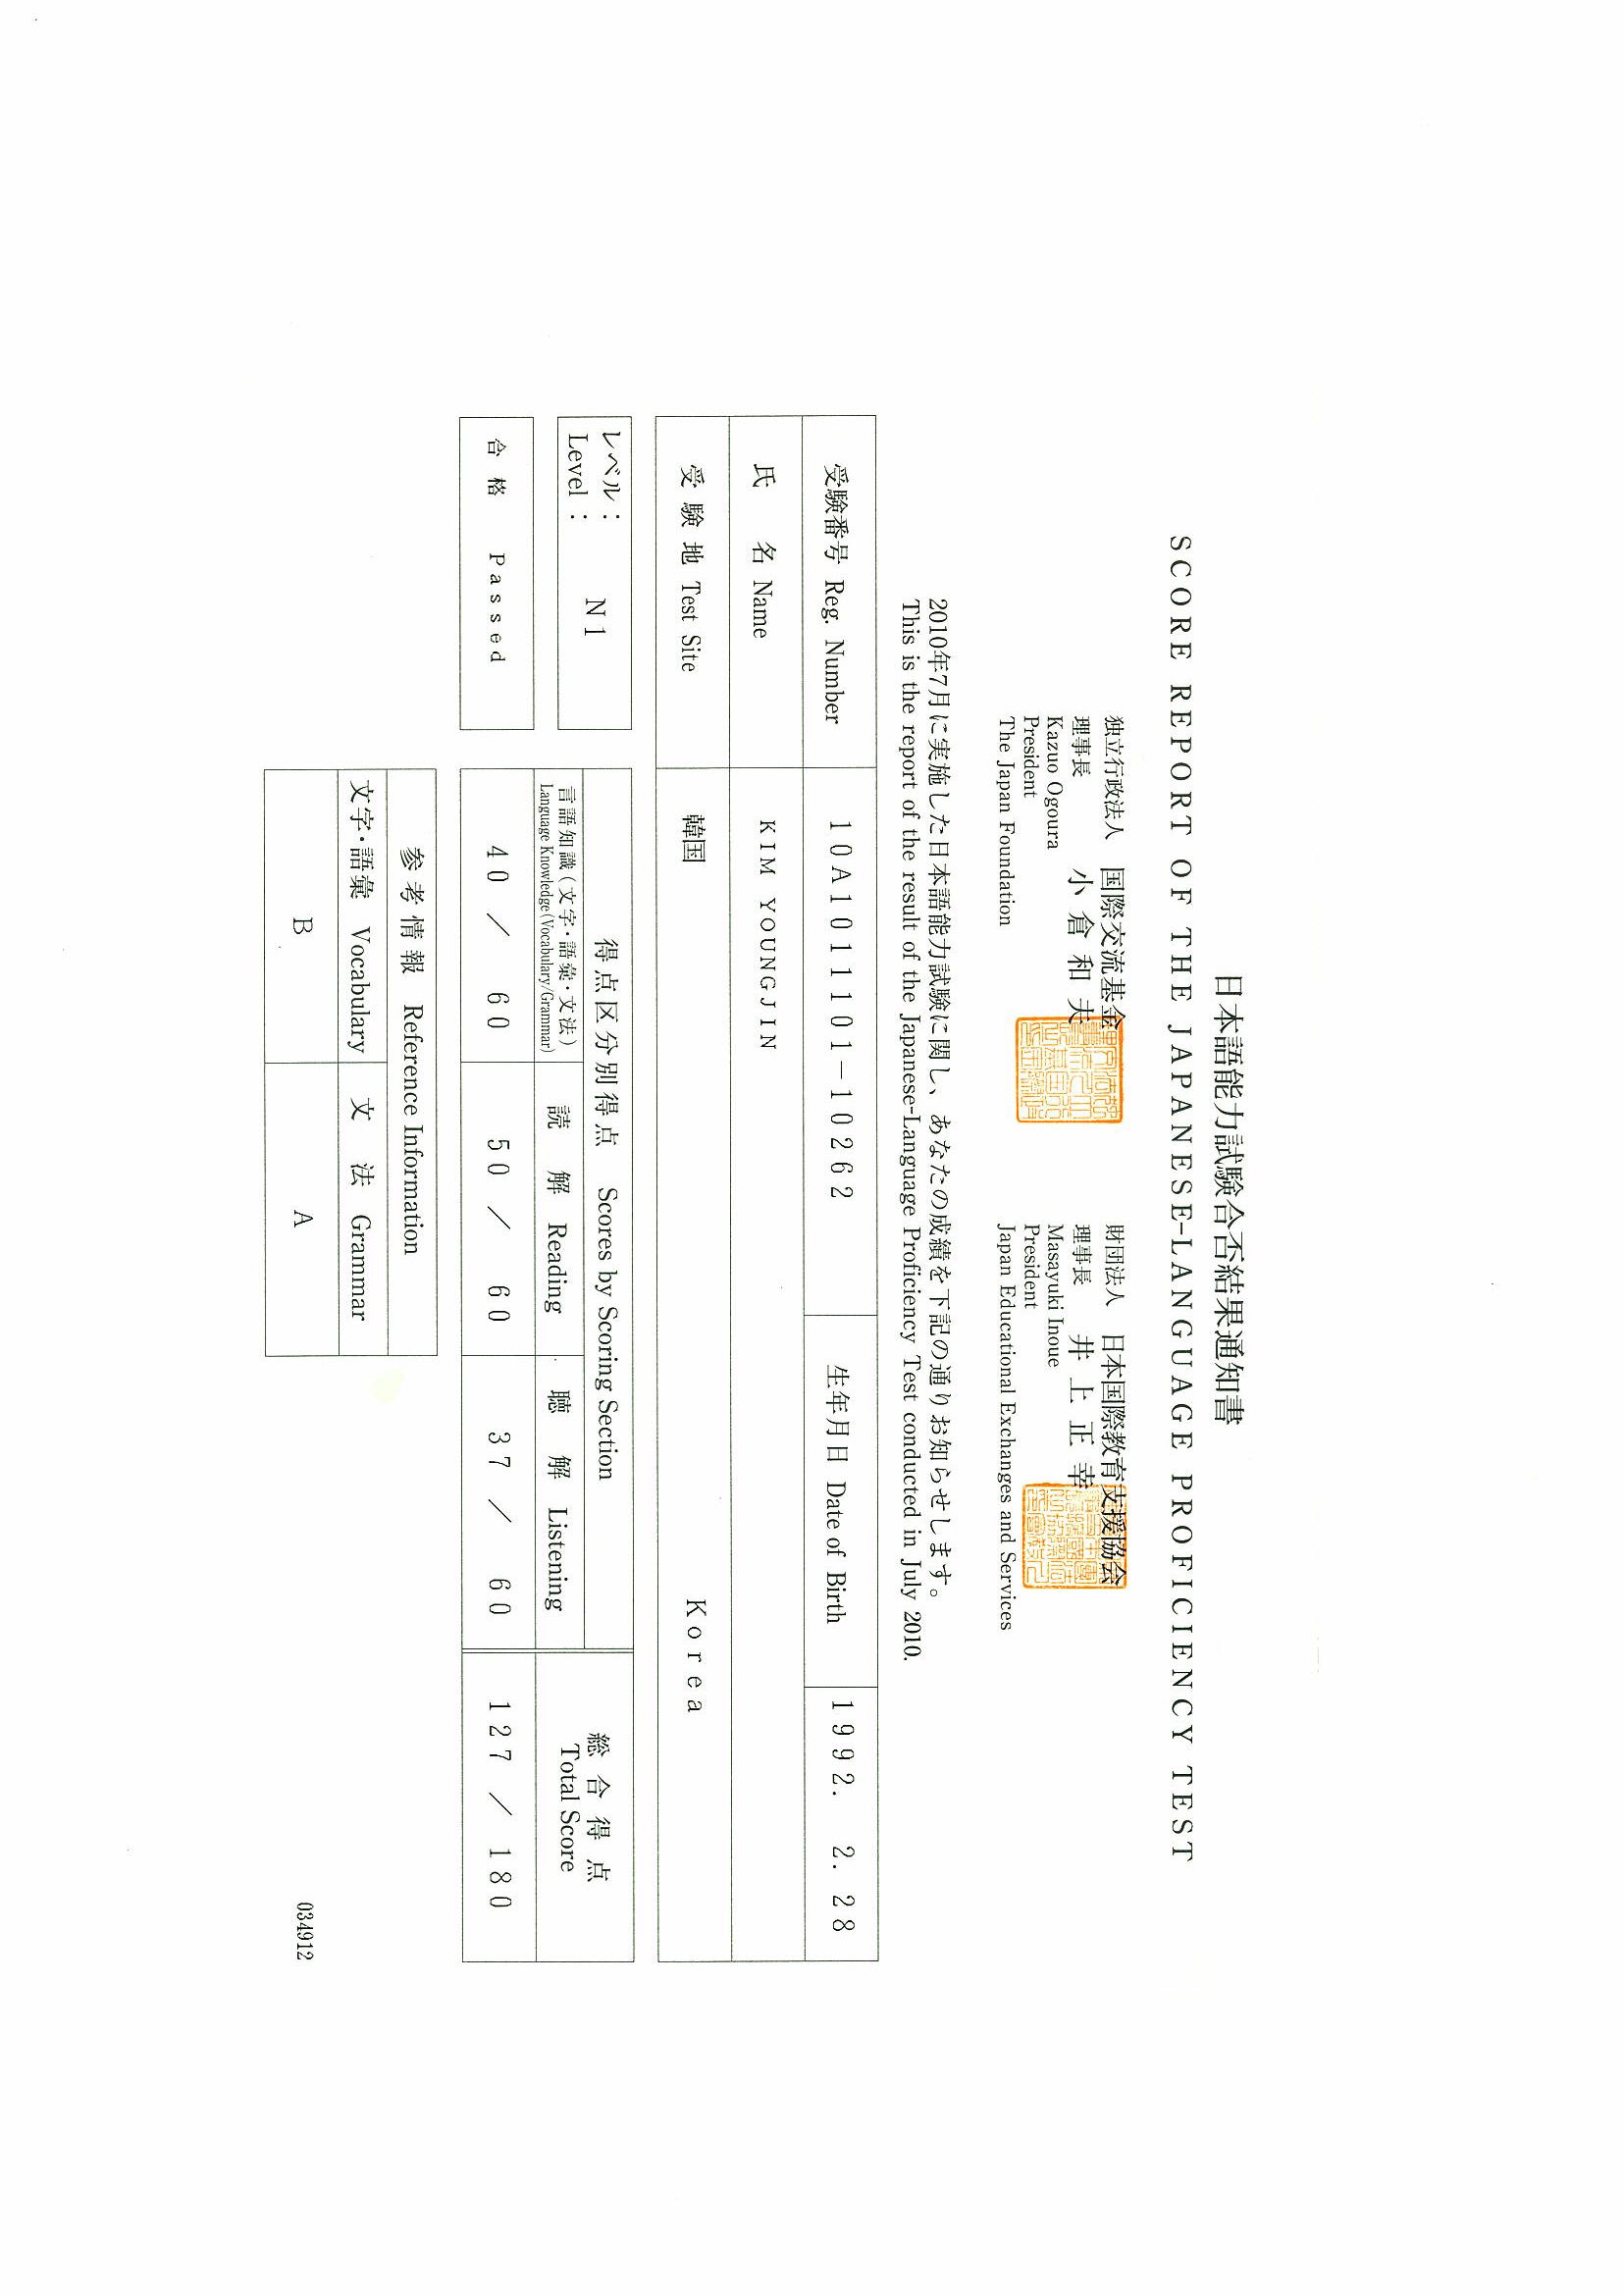 日本語能力試験合否結果通知書
SCORE REPORT OF THE JAPANESE-LANGUAGE PROFICIENCY TEST
独立行政法人 国際交流基金
理事長 小倉和夫
Kazuo Ogoura
President
The Japan Foundation
財団法人 日本国際教育支援協会
理事長 井上正幸
Masayuki Inoue
President
Japan Educational Exchanges and Services
2010年7月に実施した日本語能力試験に関し、あなたの成績を下記の通りお知らせします。
This is the report of the result of the Japanese-Language Proficiency Test conducted in July 2010.
受験番号 Reg. Number 10A1011101-10262 生年月日 Date of Birth 1992. 2. 28
氏 名 Name KIM YOUNGJIN
受験地 Test Site 韓国 Korea
レベル：
Level : N1
合格 Passed
得点区分別得点 Scores by Scoring Section
総合得点
Total Score
言語知識（文字・語彙・文法）
Language Knowledge(Vocabulary/Grammar)
読 解 Reading
聴 解 Listening
40 / 60 50 / 60 37 / 60 127 / 180
参考情報 Reference Information
文字・語彙 Vocabulary 文 法 Grammar
B A
034912